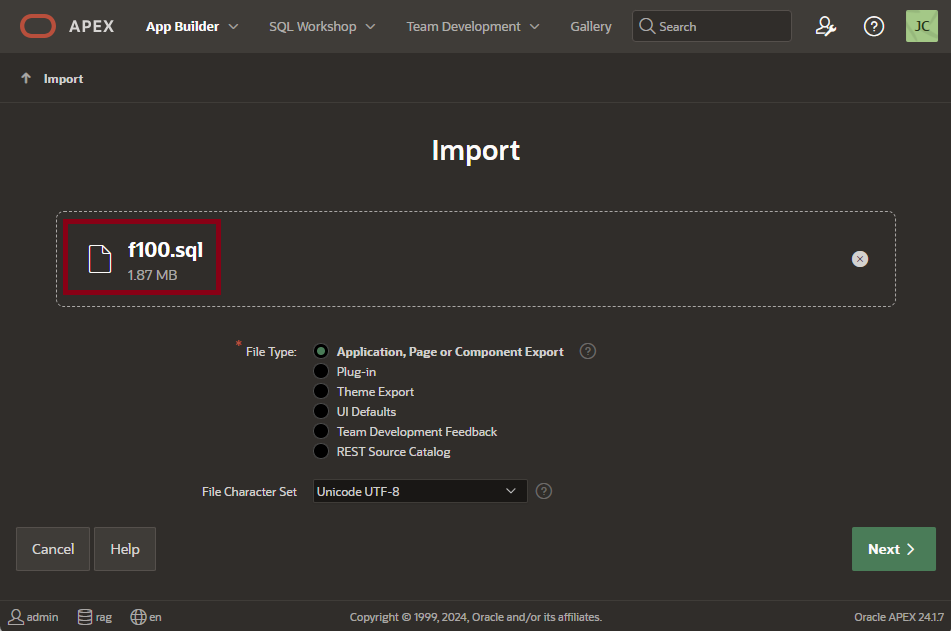 APEX App Builder SQL Workshop Team Development Gallery Search JC
Import
Import
f100.sql
1.87 MB
* File Type: Application, Page or Component Export
Plug-in
Theme Export
UI Defaults
Team Development Feedback
REST Source Catalog
File Character Set Unicode UTF-8
Cancel Help Next
admin rag en Copyright © 1999, 2024, Oracle and/or its affiliates. Oracle APEX 24.1.7